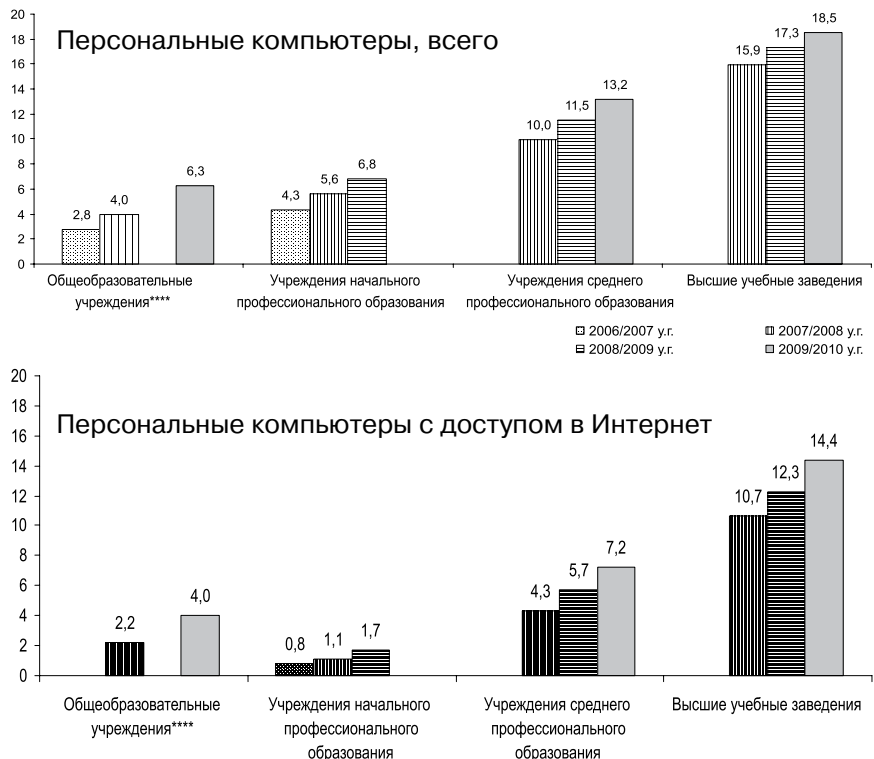 20
18
16
14
12
10
8
6
4
2
0
Персональные компьютеры, всего
2,8
4,0
6,3
4,3
5,6
6,8
10,0
11,5
13,2
15,9
17,3
18,5
Общеобразовательные
учреждения****
Учреждения начального
профессионального образования
Учреждения среднего
профессионального образования
Высшие учебные заведения
2006/2007 у.г.
2007/2008 у.г.
2008/2009 у.г.
2009/2010 у.г.
20
18
16
14
12
10
8
6
4
2
0
Персональные компьютеры с доступом в Интернет
2,2
4,0
0,8
1,1
1,7
4,3
5,7
7,2
10,7
12,3
14,4
Общеобразовательные
учреждения****
Учреждения начального
профессионального
образования
Учреждения среднего
профессионального
образования
Высшие учебные заведения